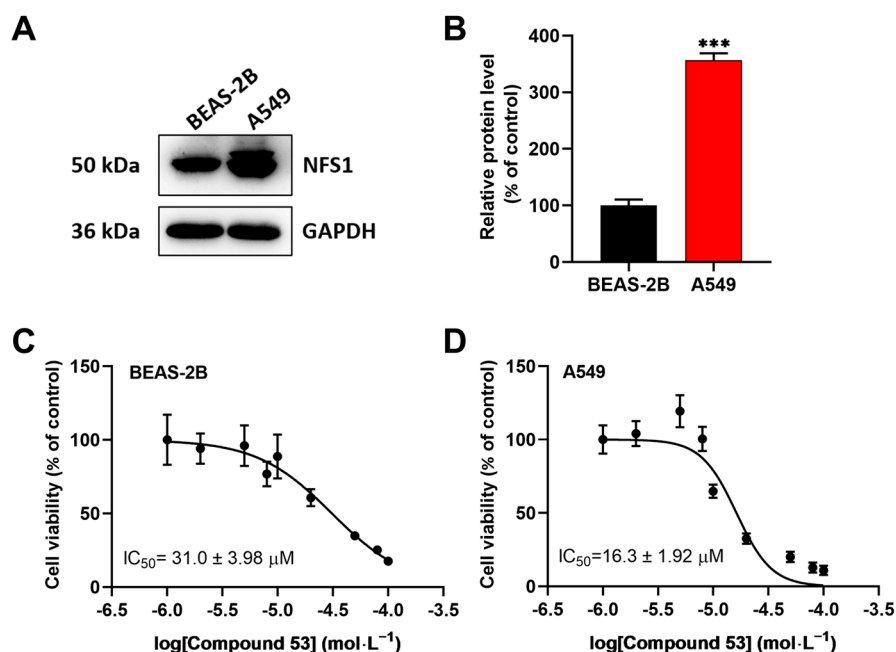 A
BEAS-2B
A549
50 kDa
NFS1
36 kDa
GAPDH
B
Relative protein level
(% of control)
400
300
200
100
0
***
BEAS-2B
A549
C
Cell viability (% of control)
150
100
50
0
BEAS-2B
IC₅₀= 31.0 ± 3.98 μM
-6.5
-6.0
-5.5
-5.0
-4.5
-4.0
-3.5
log[Compound 53] (mol·L⁻¹)
D
Cell viability (% of control)
150
100
50
0
A549
IC₅₀=16.3 ± 1.92 μM
-6.5
-6.0
-5.5
-5.0
-4.5
-4.0
-3.5
log[Compound 53] (mol·L⁻¹)